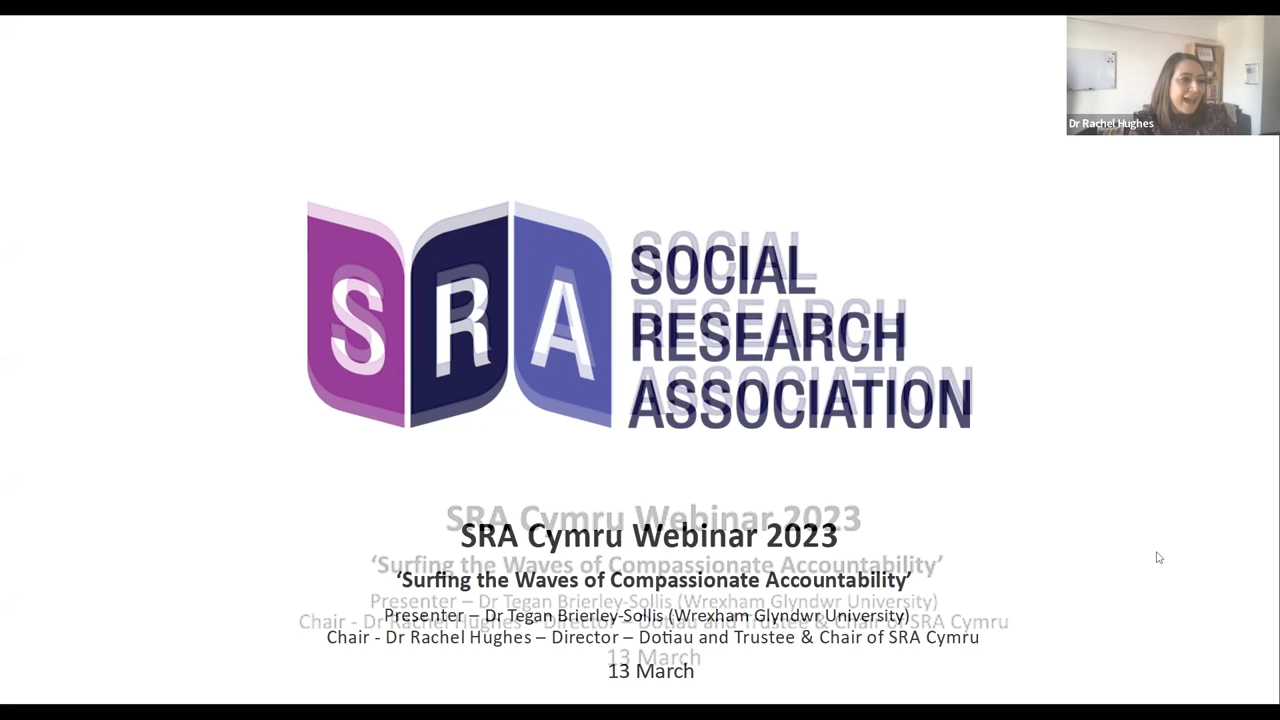 Dr Rachel Hughes
SRA
SOCIAL
RESEARCH
ASSOCIATION
SRA Cymru Webinar 2023
‘Surfing the Waves of Compassionate Accountability’
Presenter – Dr Tegan Brierley-Sollis (Wrexham Glyndwr University)
Chair - Dr Rachel Hughes – Director – Dotiau and Trustee & Chair of SRA Cymru
13 March